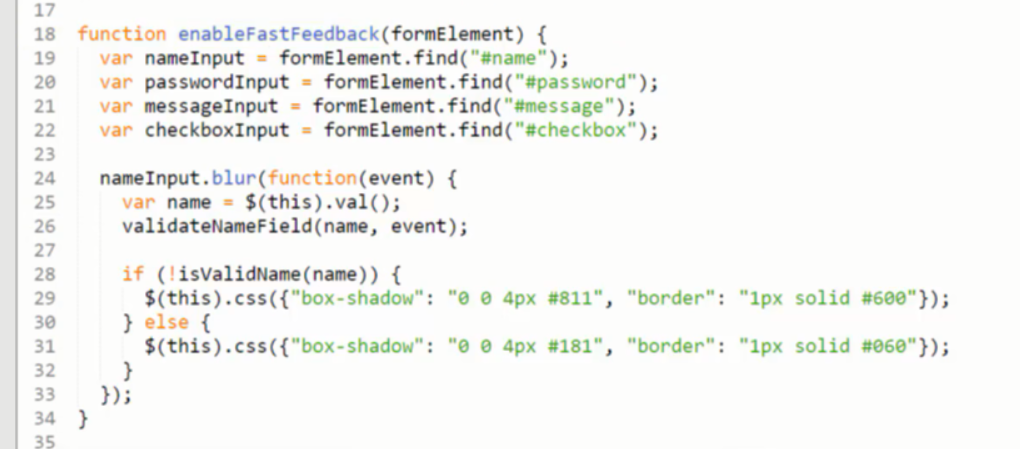 17
18 function enableFastFeedback(formElement) {
19   var nameInput = formElement.find("#name");
20   var passwordInput = formElement.find("#password");
21   var messageInput = formElement.find("#message");
22   var checkboxInput = formElement.find("#checkbox");
23
24   nameInput.blur(function(event) {
25     var name = $(this).val();
26     validateNameField(name, event);
27
28     if (!isValidName(name)) {
29       $(this).css({"box-shadow": "0 0 4px #811", "border": "1px solid #600"});
30     } else {
31       $(this).css({"box-shadow": "0 0 4px #181", "border": "1px solid #060"});
32     }
33   });
34 }
35